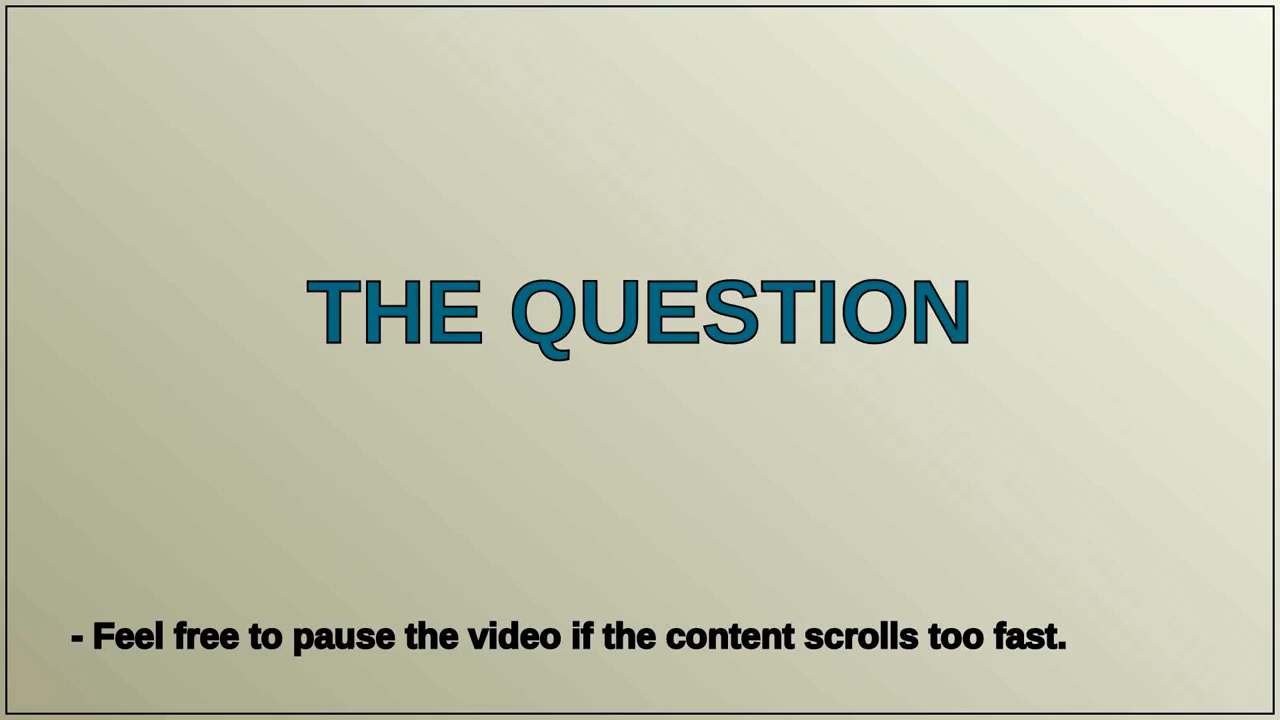 THE QUESTION
- Feel free to pause the video if the content scrolls too fast.